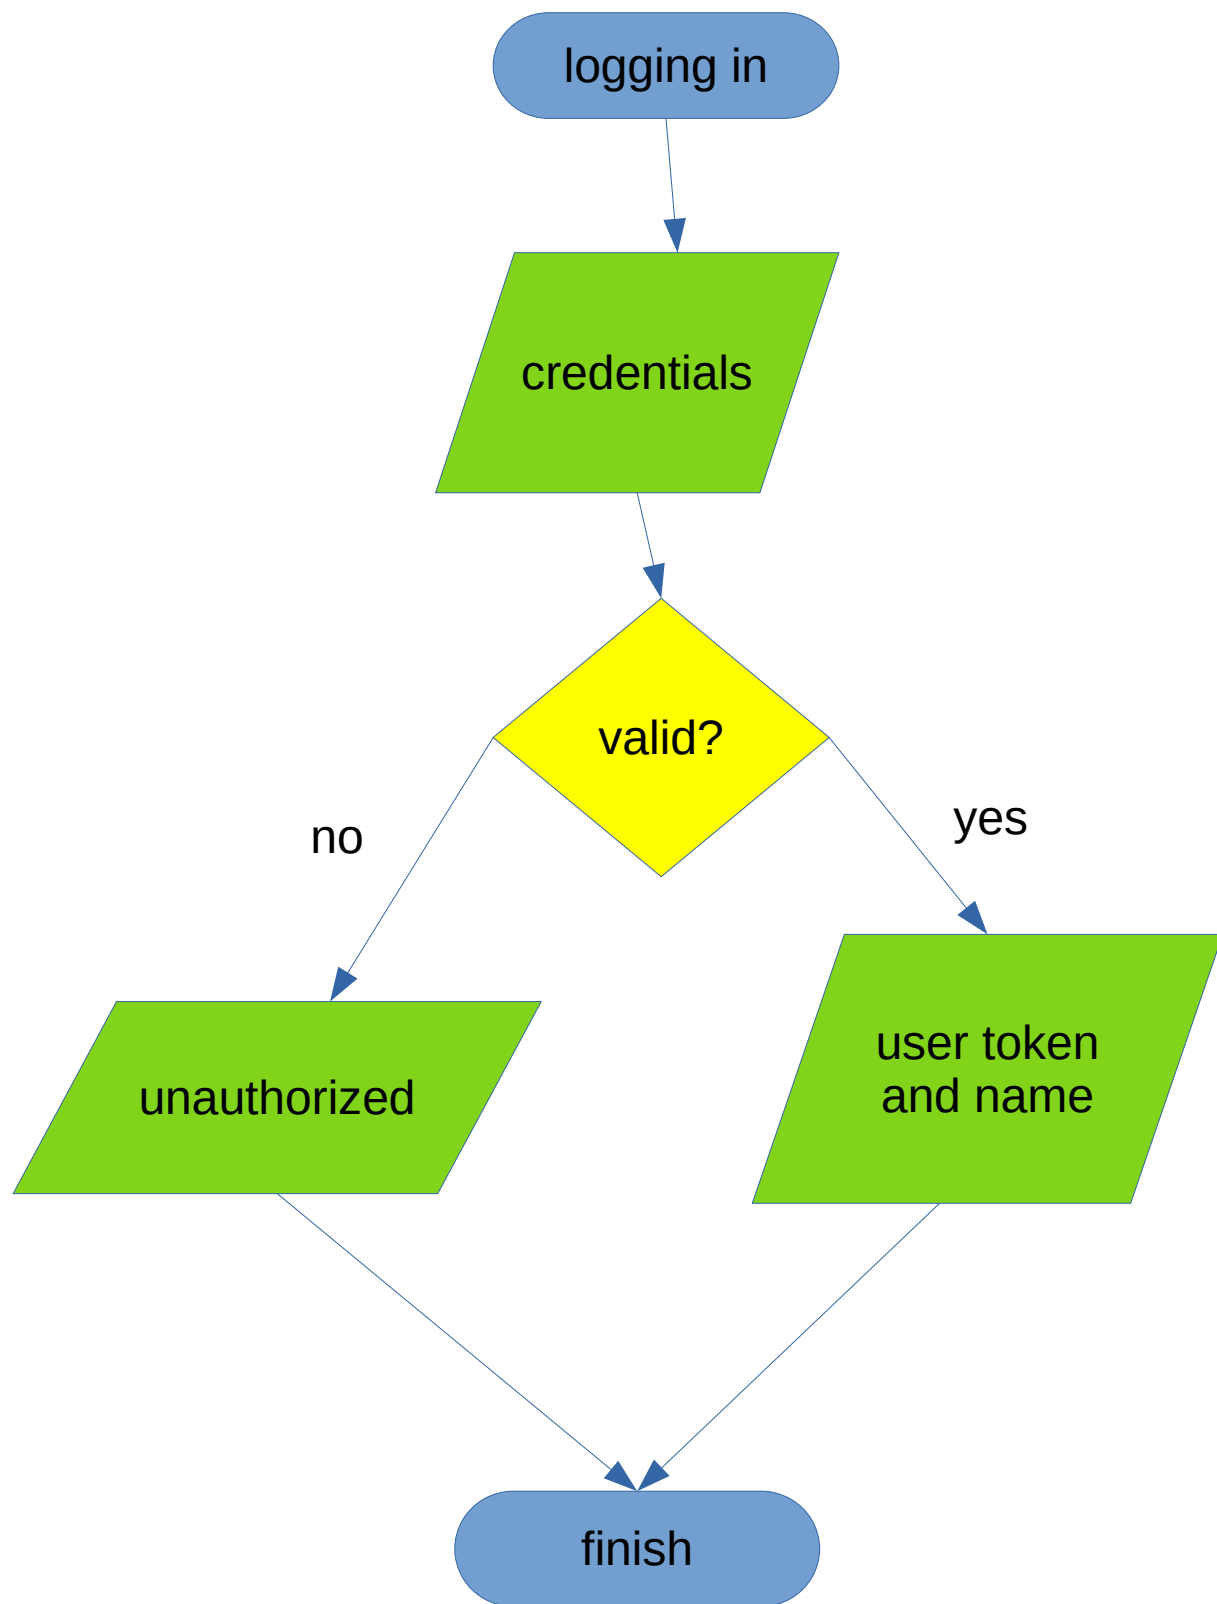 logging in
credentials
valid?
no
yes
unauthorized
user token
and name
finish